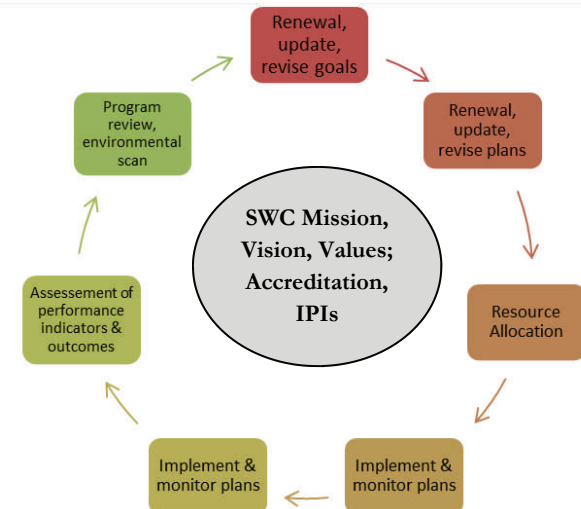 Renewal,
update,
revise goals
Renewal,
update,
revise plans
Resource
Allocation
Implement &
monitor plans
Implement &
monitor plans
Assessement of
performance
indicators &
outcomes
Program
review,
environmental
scan
SWC Mission,
Vision, Values;
Accreditation,
IPIs